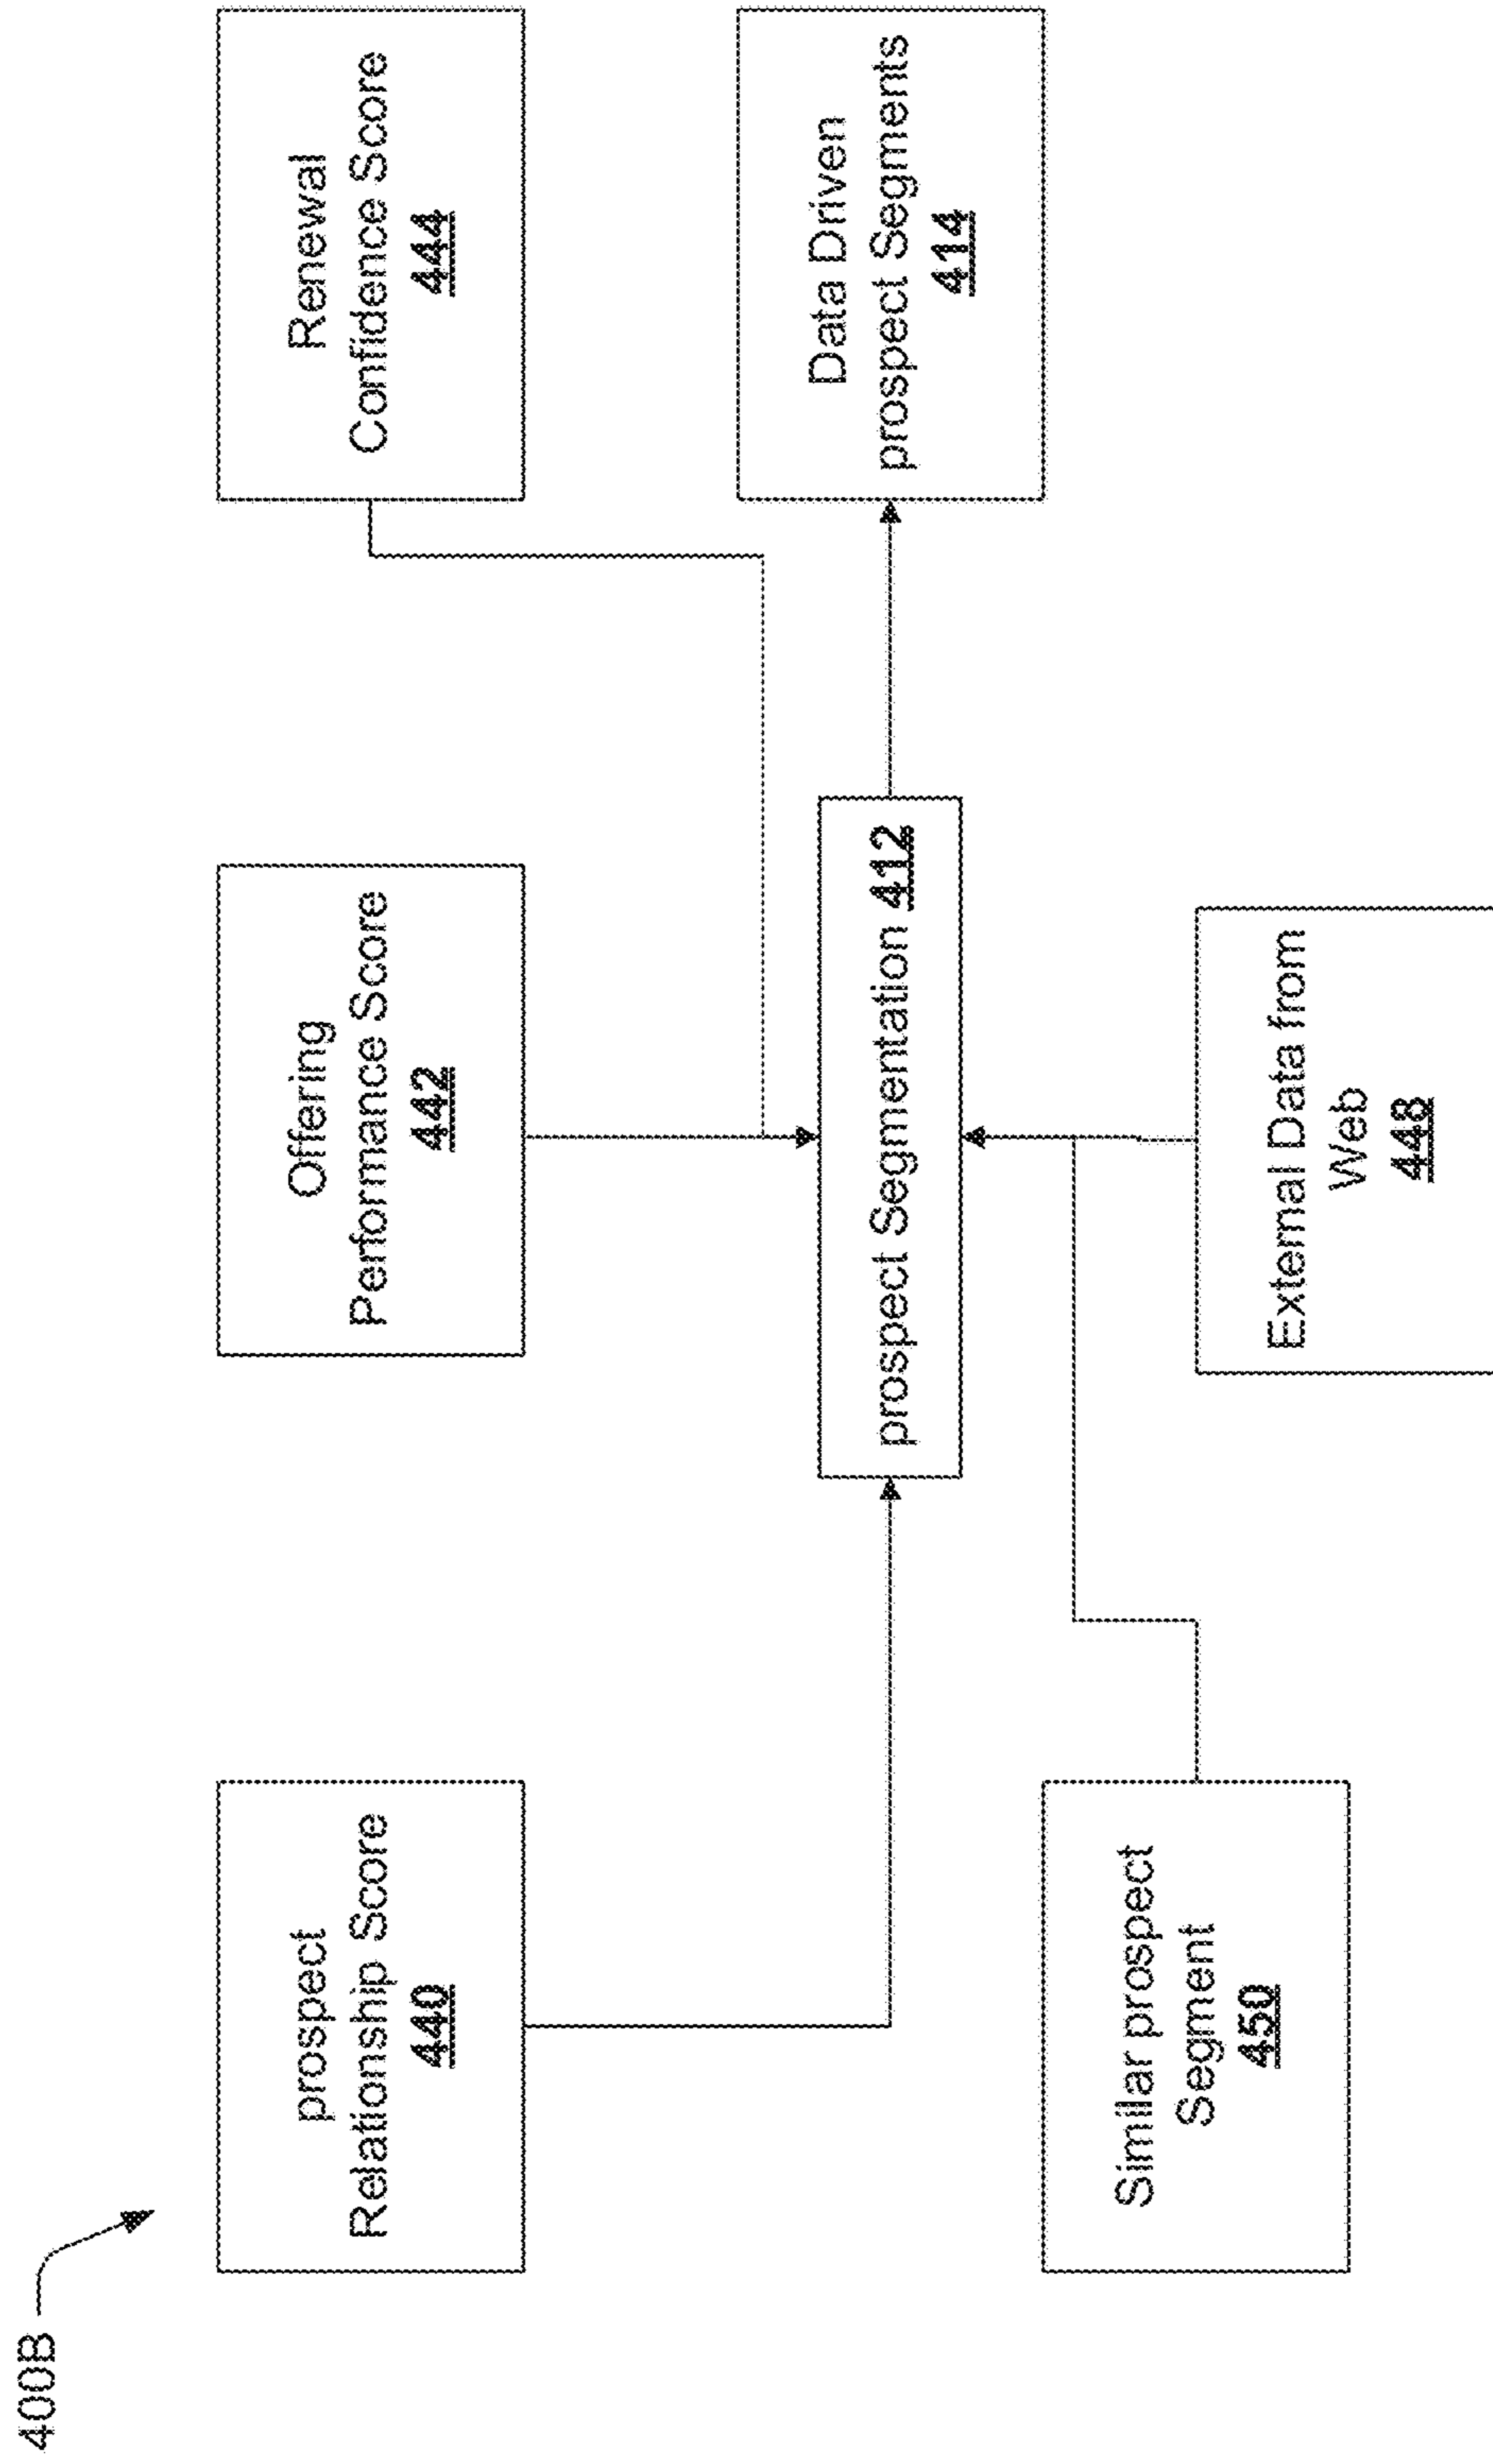 400B
prospect
Relationship Score
440
Offering
Performance Score
442
Renewal
Confidence Score
444
prospect Segmentation 412
Data Driven
prospect Segments
414
Similar prospect
Segment
450
External Data from
Web
448